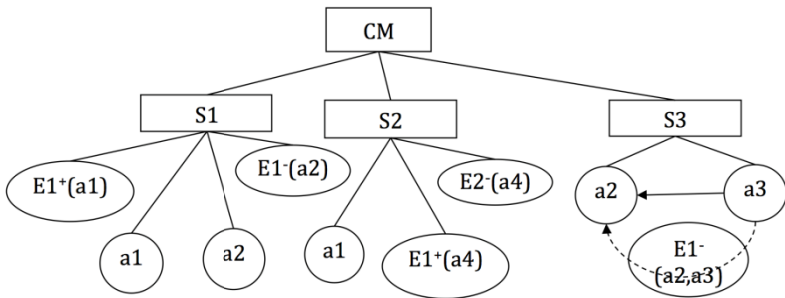 CM
S1
S2
S3
E1⁺(a1)
E1⁻(a2)
E2⁻(a4)
a2
a3
a1
a2
a1
E1⁺(a4)
E1⁻
(a2,a3)